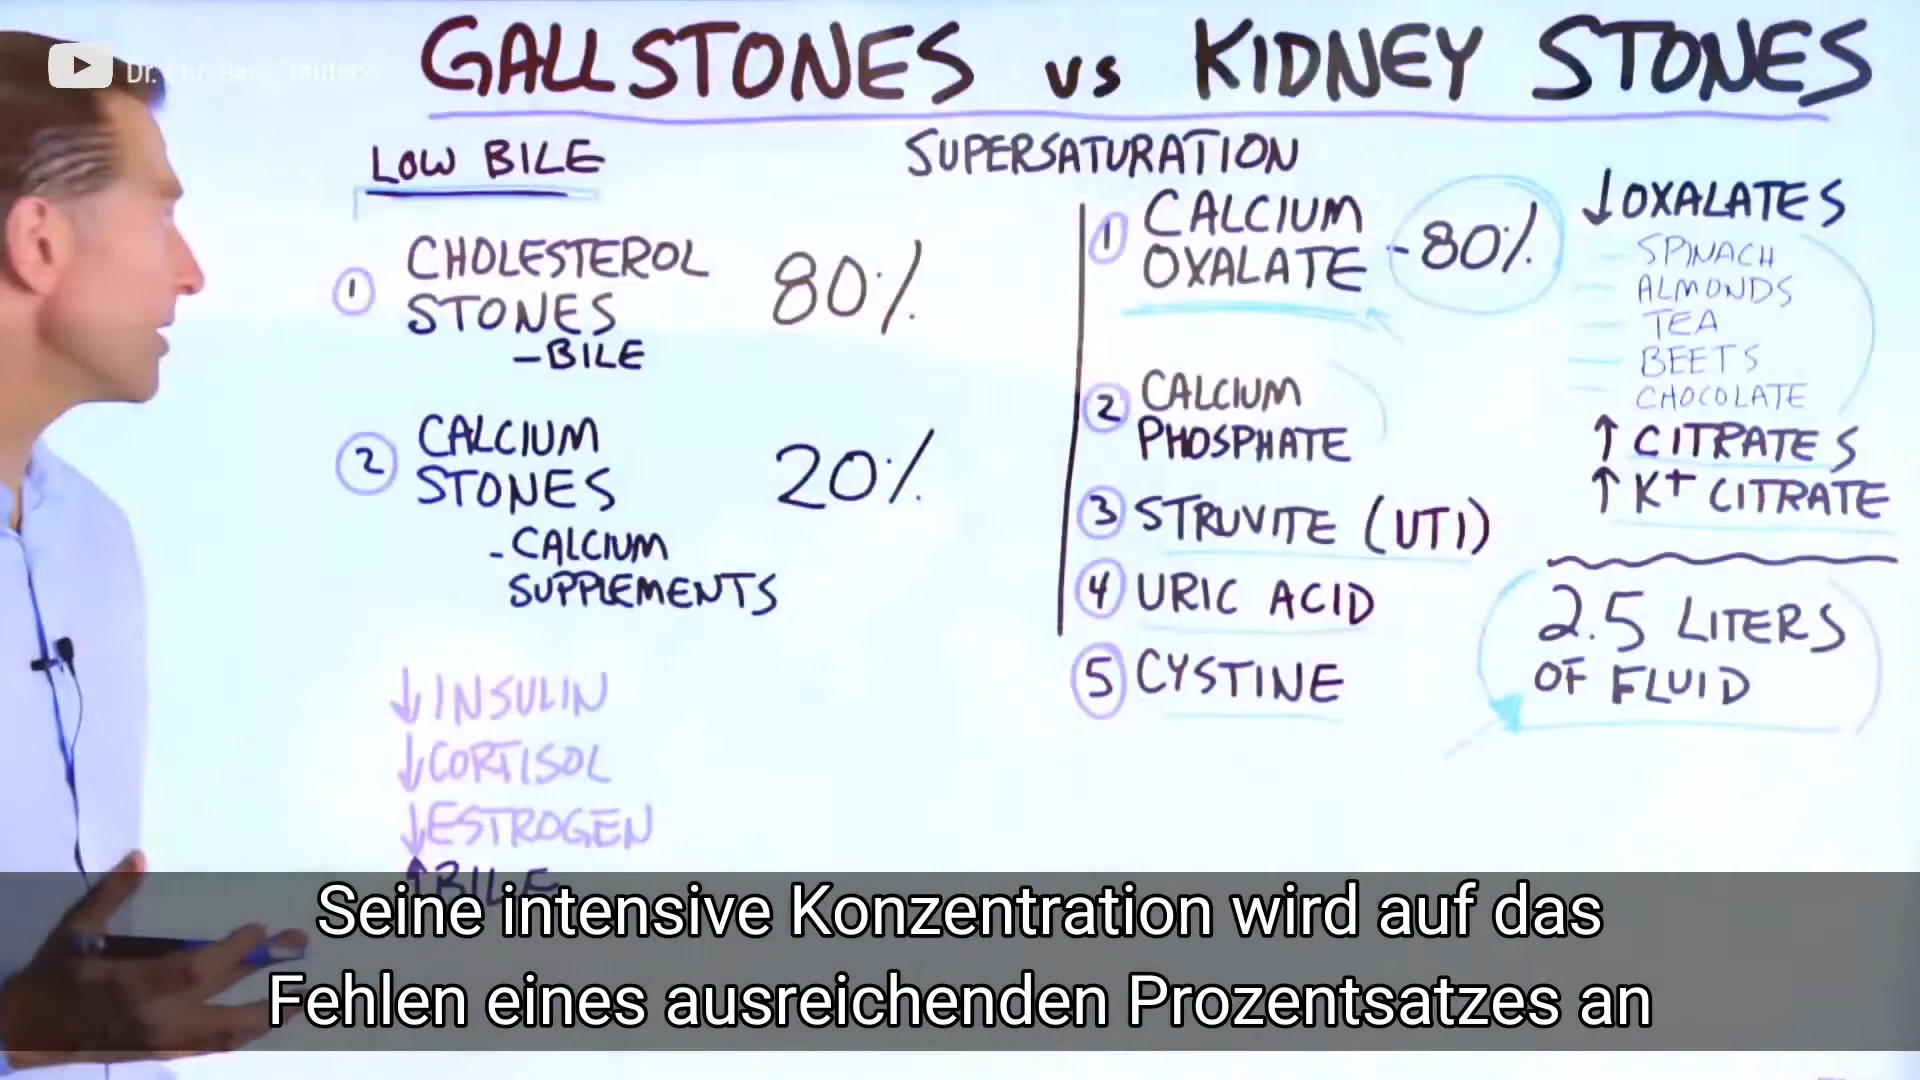 GALLSTONES vs KIDNEY STONES
LOW BILE
1 CHOLESTEROL
STONES
-BILE
80%
2 CALCIUM
STONES
20%
-CALCIUM
SUPPLEMENTS
↓INSULIN
↓CORTISOL
↓ESTROGEN
↑BILE
SUPERSATURATION
1 CALCIUM
OXALATE -80%
2 CALCIUM
PHOSPHATE
3 STRUVITE (UTI)
4 URIC ACID
5 CYSTINE
↓OXALATES
- SPINACH
- ALMONDS
- TEA
- BEETS
- CHOCOLATE
↑ CITRATES
↑ K+ CITRATE
2.5 LITERS
OF FLUID
Seine intensive Konzentration wird auf das
Fehlen eines ausreichenden Prozentsatzes an